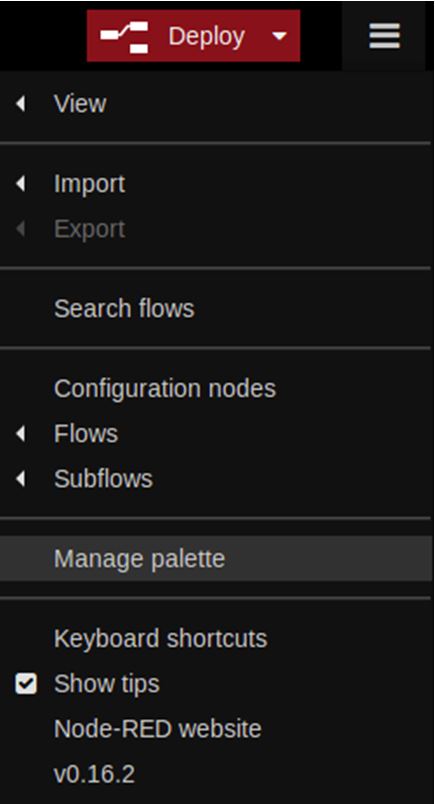 Deploy
View
Import
Export
Search flows
Configuration nodes
Flows
Subflows
Manage palette
Keyboard shortcuts
Show tips
Node-RED website
v0.16.2